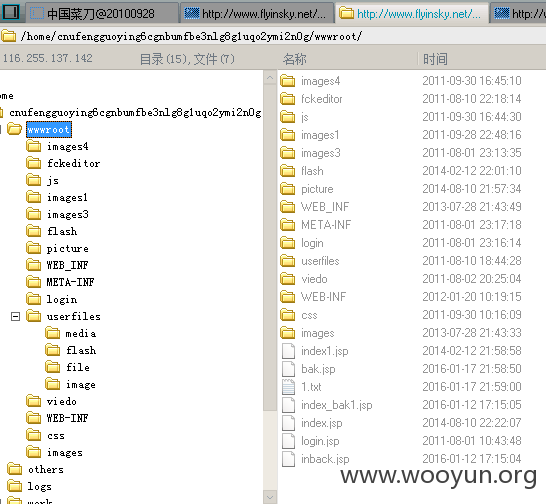 中国菜刀@20100928 http://www.flyinsky.net/... http://www.flyinsky.net/... http://w
/home/cnufengguoying6cgnbumfbe3nlg8g1uqo2ymi2n0g/wwwroot/
116.255.137.142 目录(15),文件(7) 名称 时间
ome
cnufengguoying6cgnbumfbe3nlg8g1uqo2ymi2n0g
wwwroot
images4
fckeditor
js
images1
images3
flash
picture
WEB_INF
META-INF
login
userfiles
media
flash
file
image
viedo
WEB-INF
css
images
others
logs
work
images4 2011-09-30 16:45:10
fckeditor 2011-08-10 22:18:14
js 2011-09-30 16:44:30
images1 2011-09-28 22:48:16
images3 2011-08-01 23:13:35
flash 2014-02-12 22:01:10
picture 2014-08-10 21:57:34
WEB_INF 2013-07-28 21:43:49
META-INF 2011-08-01 23:17:18
login 2011-08-01 23:16:14
userfiles 2011-08-10 18:44:28
viedo 2011-08-02 20:25:04
WEB-INF 2012-01-20 10:19:15
css 2011-09-30 10:16:09
images 2013-07-28 21:43:33
index1.jsp 2014-02-12 21:58:58
bak.jsp 2016-01-17 21:58:50
1.txt 2016-01-17 21:59:00
index_bak1.jsp 2016-01-12 17:15:05
index.jsp 2014-08-10 22:22:07
login.jsp 2011-08-01 10:43:48
inback.jsp 2016-01-12 17:15:04
www.wooyun.org